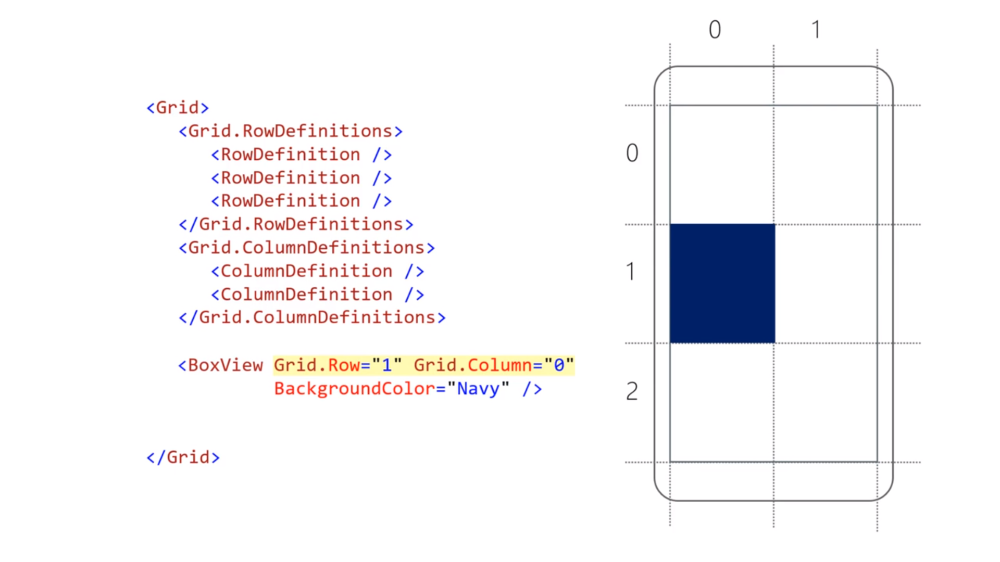 0 1
<Grid>
<Grid.RowDefinitions>
<RowDefinition />
<RowDefinition />
<RowDefinition />
</Grid.RowDefinitions>
<Grid.ColumnDefinitions>
<ColumnDefinition />
<ColumnDefinition />
</Grid.ColumnDefinitions>
<BoxView Grid.Row="1" Grid.Column="0"
BackgroundColor="Navy" />
</Grid>
0
1
2